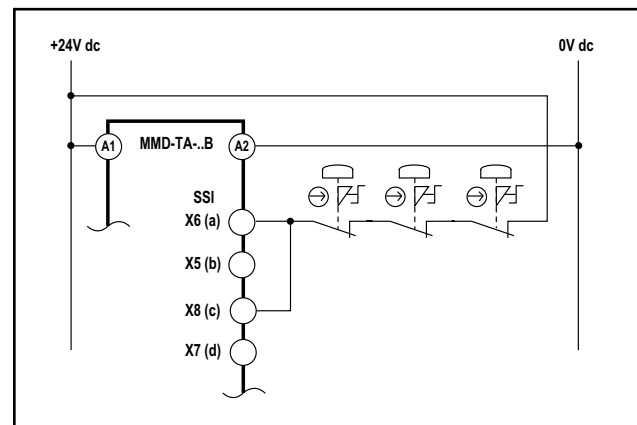 +24V dc
0V dc
A1
MMD-TA-..B
A2
SSI
X6 (a)
X5 (b)
X8 (c)
X7 (d)